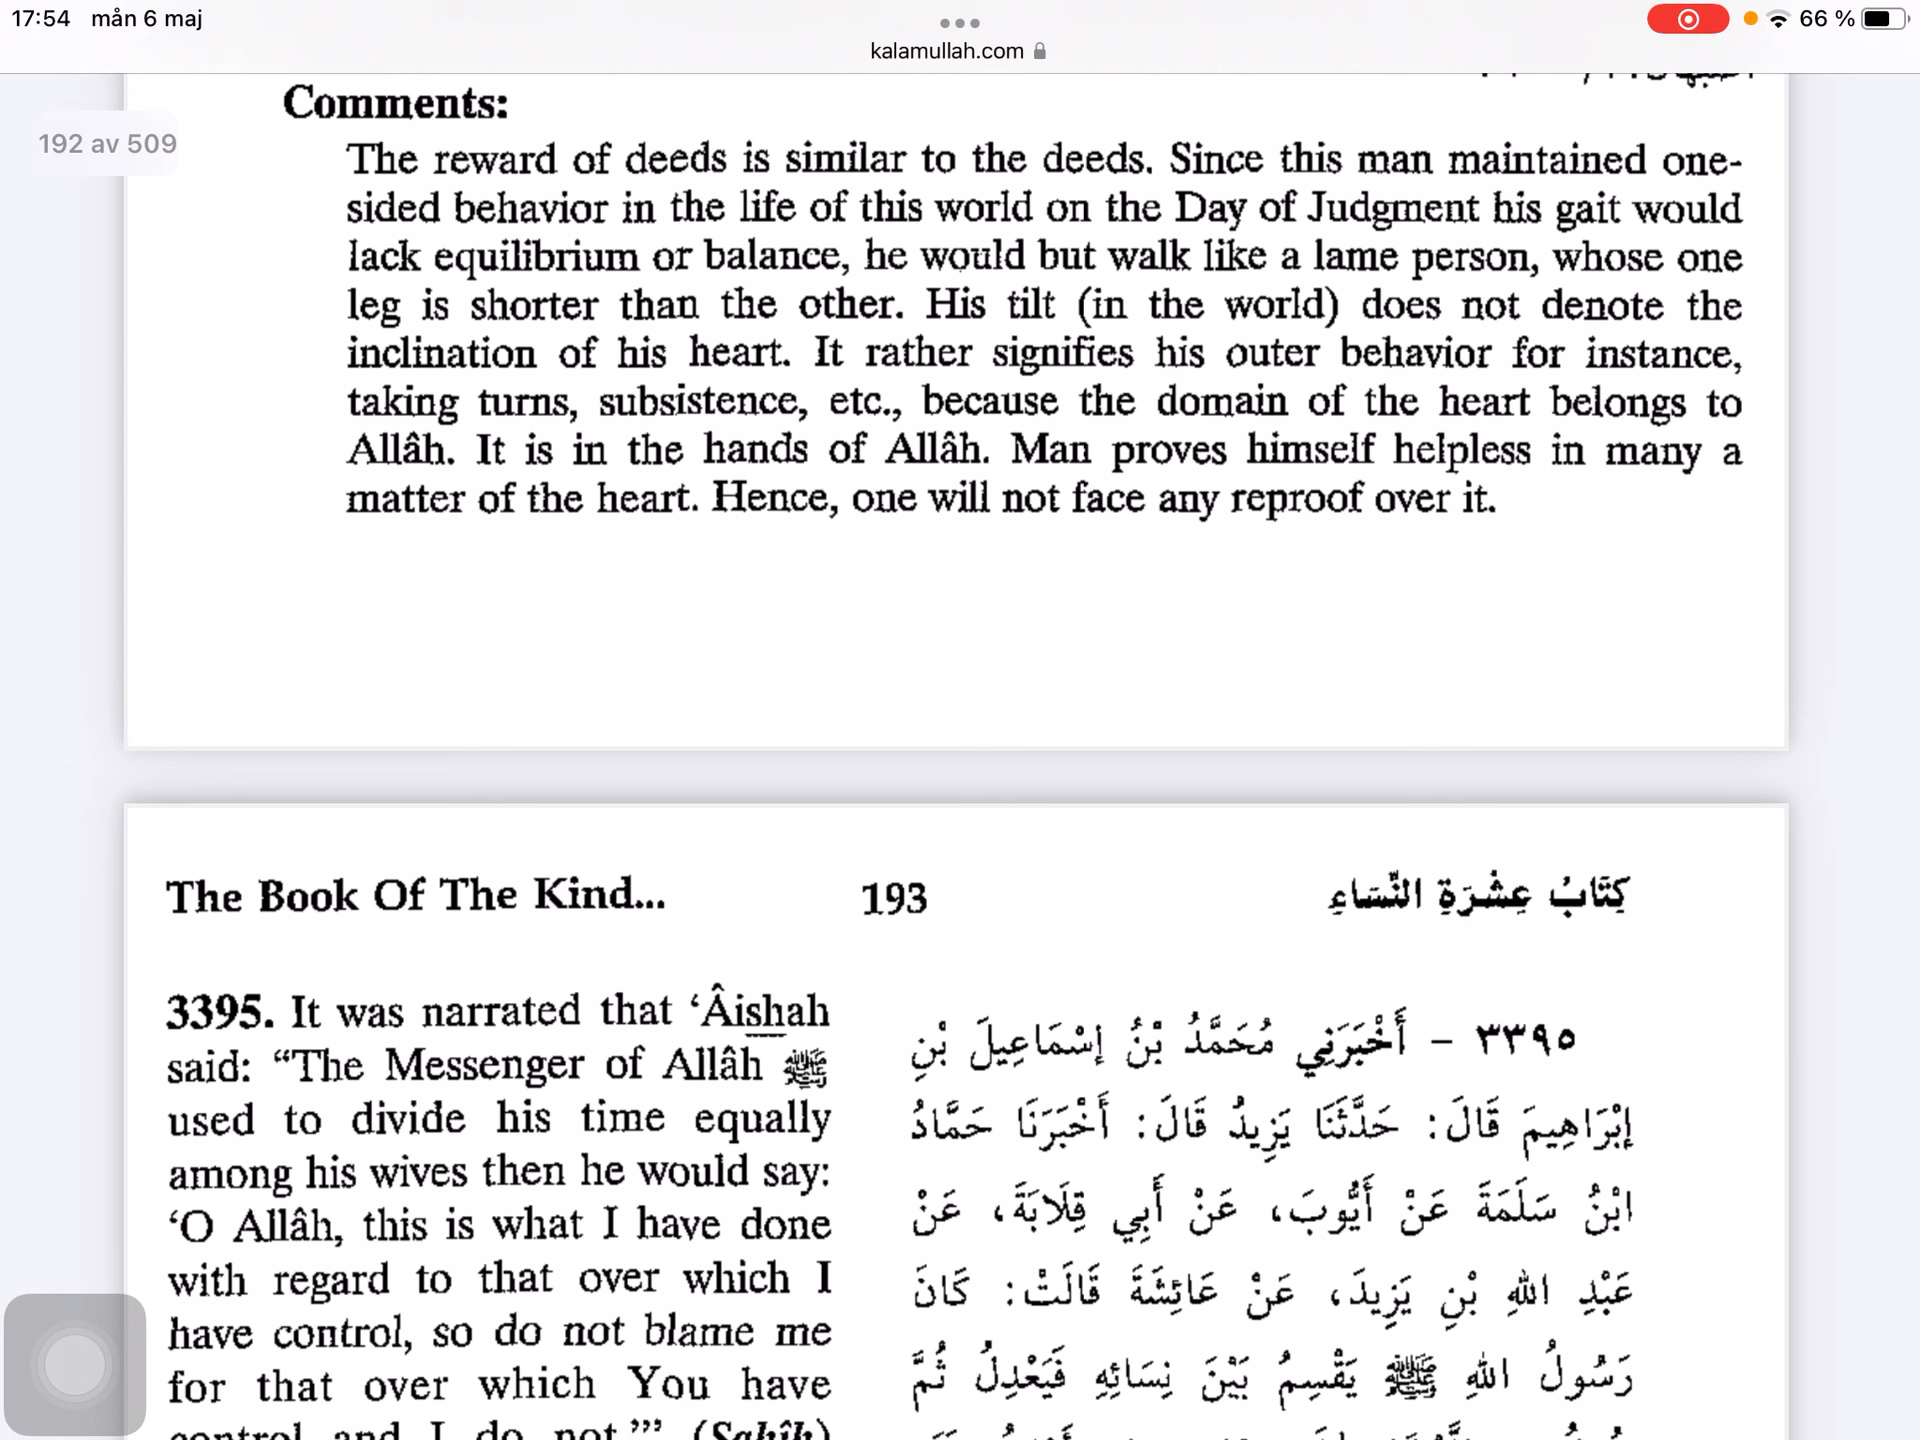 17:54 mån 6 maj
66 %
kalamullah.com
192 av 509
Comments:
The reward of deeds is similar to the deeds. Since this man maintained one-
sided behavior in the life of this world on the Day of Judgment his gait would
lack equilibrium or balance, he would but walk like a lame person, whose one
leg is shorter than the other. His tilt (in the world) does not denote the
inclination of his heart. It rather signifies his outer behavior for instance,
taking turns, subsistence, etc., because the domain of the heart belongs to
Allâh. It is in the hands of Allâh. Man proves himself helpless in many a
matter of the heart. Hence, one will not face any reproof over it.
The Book Of The Kind...
193
كِتَابُ عِشْرَةِ النِّسَاءِ
3395. It was narrated that ‘Âishah
said: “The Messenger of Allâh ﷺ
used to divide his time equally
among his wives then he would say:
‘O Allâh, this is what I have done
with regard to that over which I
have control, so do not blame me
for that over which You have
control and I do not.’” (Sahîh)
٣٣٩٥ – أَخْبَرَنِي مُحَمَّدُ بْنُ إِسْمَاعِيلَ بْنِ
إِبْرَاهِيمَ قَالَ: حَدَّثَنَا يَزِيدُ قَالَ: أَخْبَرَنَا حَمَّادُ
ابْنُ سَلَمَةَ عَنْ أَيُّوبَ، عَنْ أَبِي قِلَابَةَ، عَنْ
عَبْدِ اللهِ بْنِ يَزِيدَ، عَنْ عَائِشَةَ قَالَتْ: كَانَ
رَسُولُ اللهِ ﷺ يَقْسِمُ بَيْنَ نِسَائِهِ فَيَعْدِلُ ثُمَّ